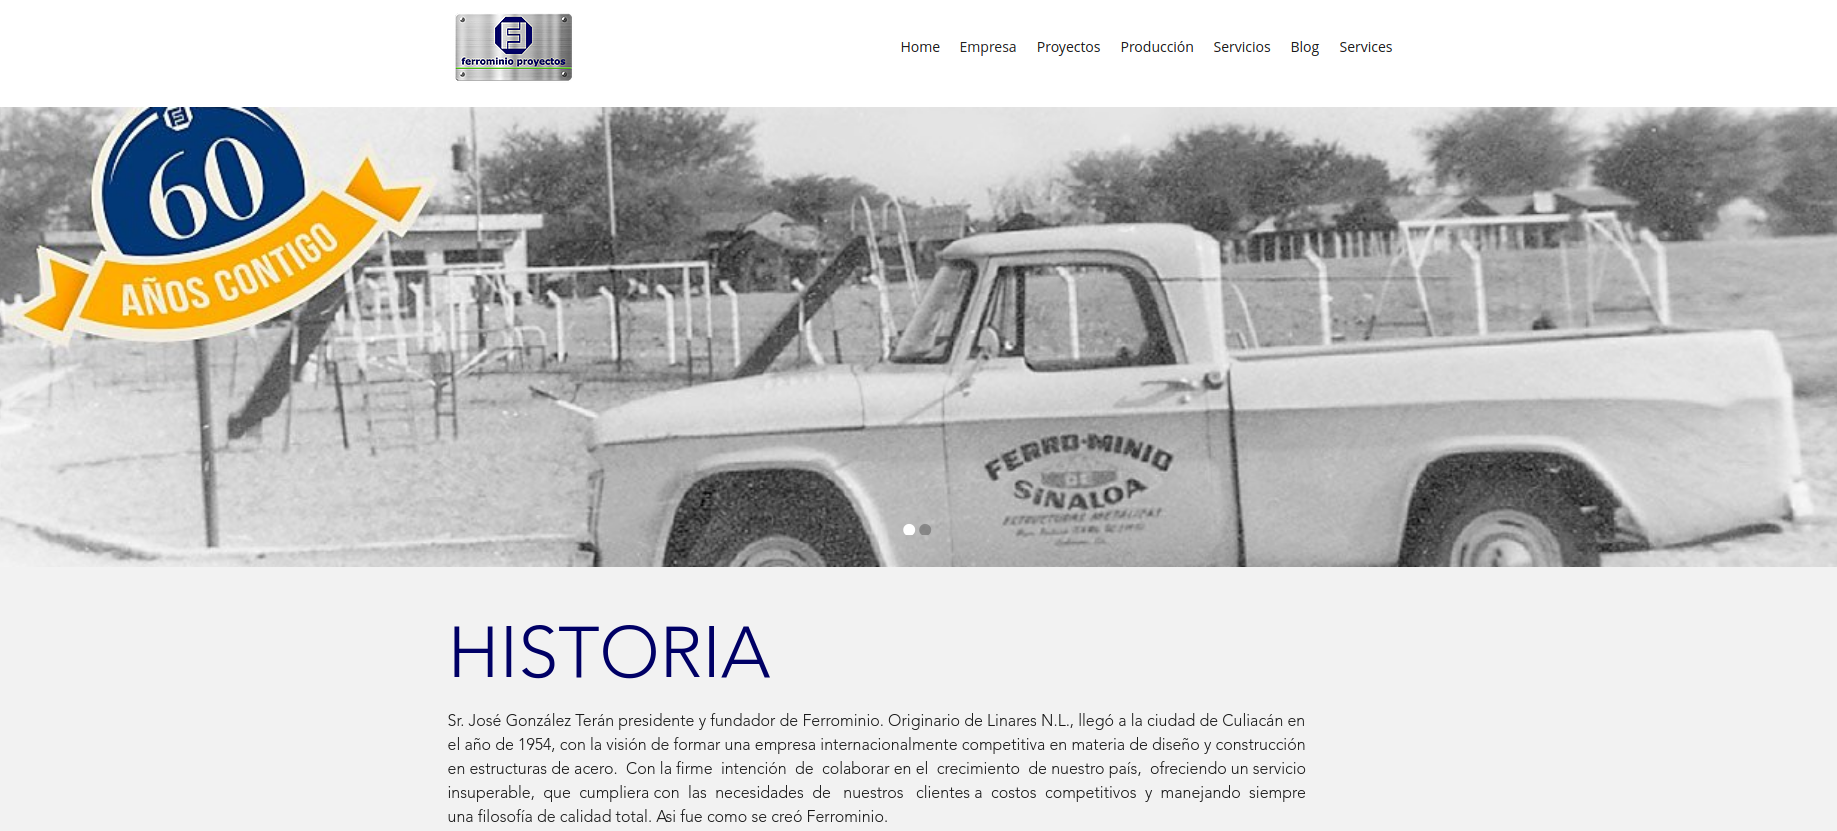 ferrominio proyectos
Home Empresa Proyectos Producción Servicios Blog Services
60
AÑOS CONTIGO
FERRO-MINIO
DE
SINALOA
ESTRUCTURAS METALICAS
HISTORIA
Sr. José González Terán presidente y fundador de Ferrominio. Originario de Linares N.L., llegó a la ciudad de Culiacán en
el año de 1954, con la visión de formar una empresa internacionalmente competitiva en materia de diseño y construcción
en estructuras de acero. Con la firme intención de colaborar en el crecimiento de nuestro país, ofreciendo un servicio
insuperable, que cumpliera con las necesidades de nuestros clientes a costos competitivos y manejando siempre
una filosofía de calidad total. Asi fue como se creó Ferrominio.